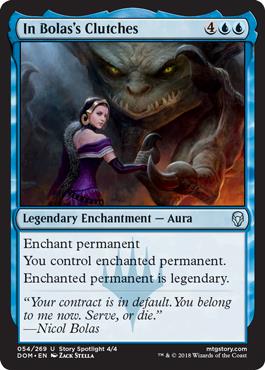 In Bolas's Clutches 4
Legendary Enchantment — Aura
Enchant permanent
You control enchanted permanent.
Enchanted permanent is legendary.
“Your contract is in default. You belong
to me now. Serve, or die.”
—Nicol Bolas
054/269 U Story Spotlight 4/4 mtgstory.com
DOM • EN Zack Stella ™ & © 2018 Wizards of the Coast